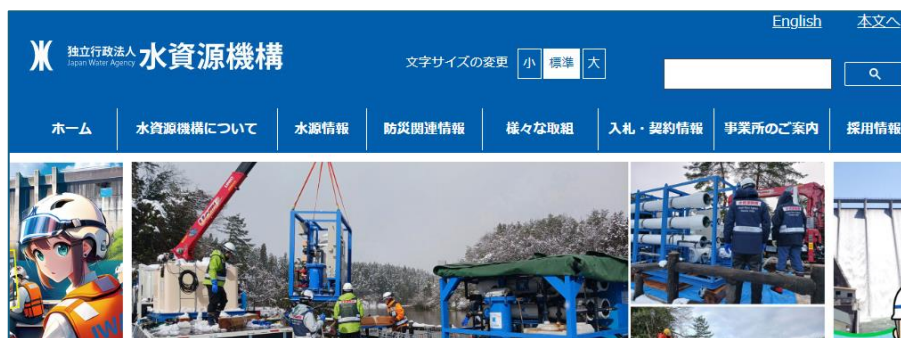 English 本文へ
独立行政法人 水資源機構
Japan Water Agency
文字サイズの変更 小 標準 大
ホーム 水資源機構について 水源情報 防災関連情報 様々な取組 入札・契約情報 事業所のご案内 採用情報